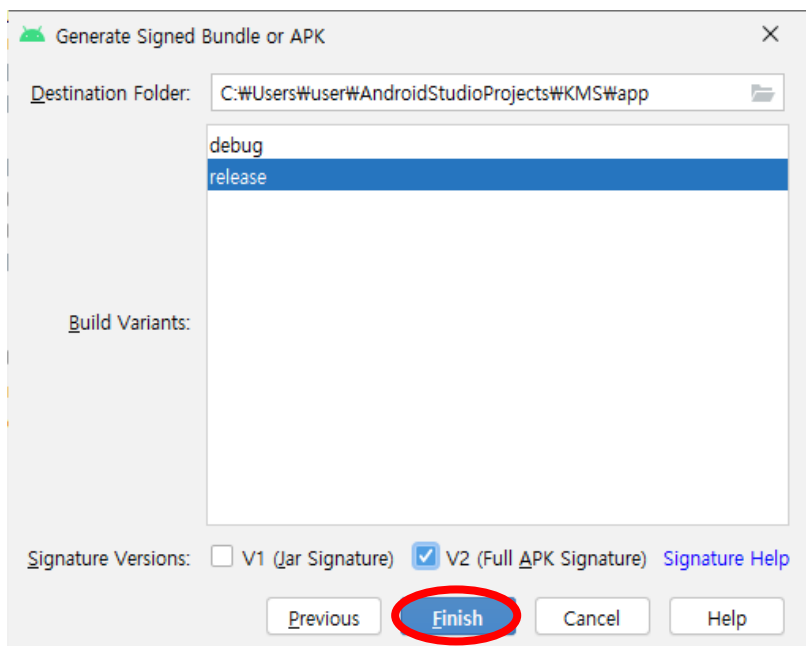 Generate Signed Bundle or APK
Destination Folder: C:₩Users₩user₩AndroidStudioProjects₩KMS₩app
debug
release
Build Variants:
Signature Versions: V1 (Jar Signature) V2 (Full APK Signature) Signature Help
Previous Finish Cancel Help